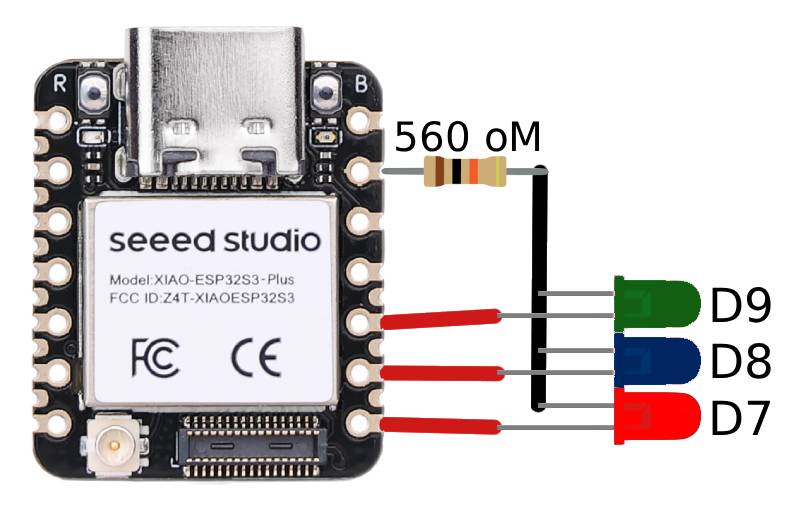 R
B
560 oM
seeed studio
Model:XIAO-ESP32S3-Plus
FCC ID:Z4T-XIAOESP32S3
FC CE
D9
D8
D7